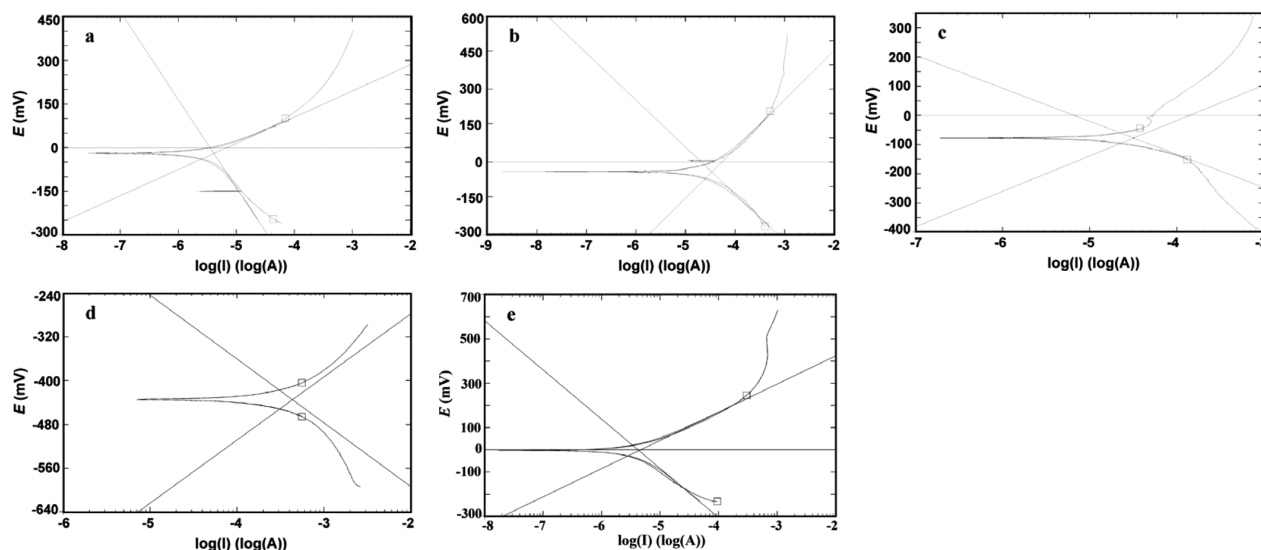 a
450
300
150
0
-150
-300
E (mV)
-8 -7 -6 -5 -4 -3 -2
log(I) (log(A))
b
600
450
300
150
0
-150
-300
E (mV)
-9 -8 -7 -6 -5 -4 -3 -2
log(I) (log(A))
c
300
200
100
0
-100
-200
-300
-400
E (mV)
-7 -6 -5 -4 -3
log(I) (log(A))
d
-240
-320
-400
-480
-560
-640
E (mV)
-6 -5 -4 -3 -2
log(I) (log(A))
e
700
500
300
100
0
-100
-300
E (mV)
-8 -7 -6 -5 -4 -3 -2
log(I) (log(A))